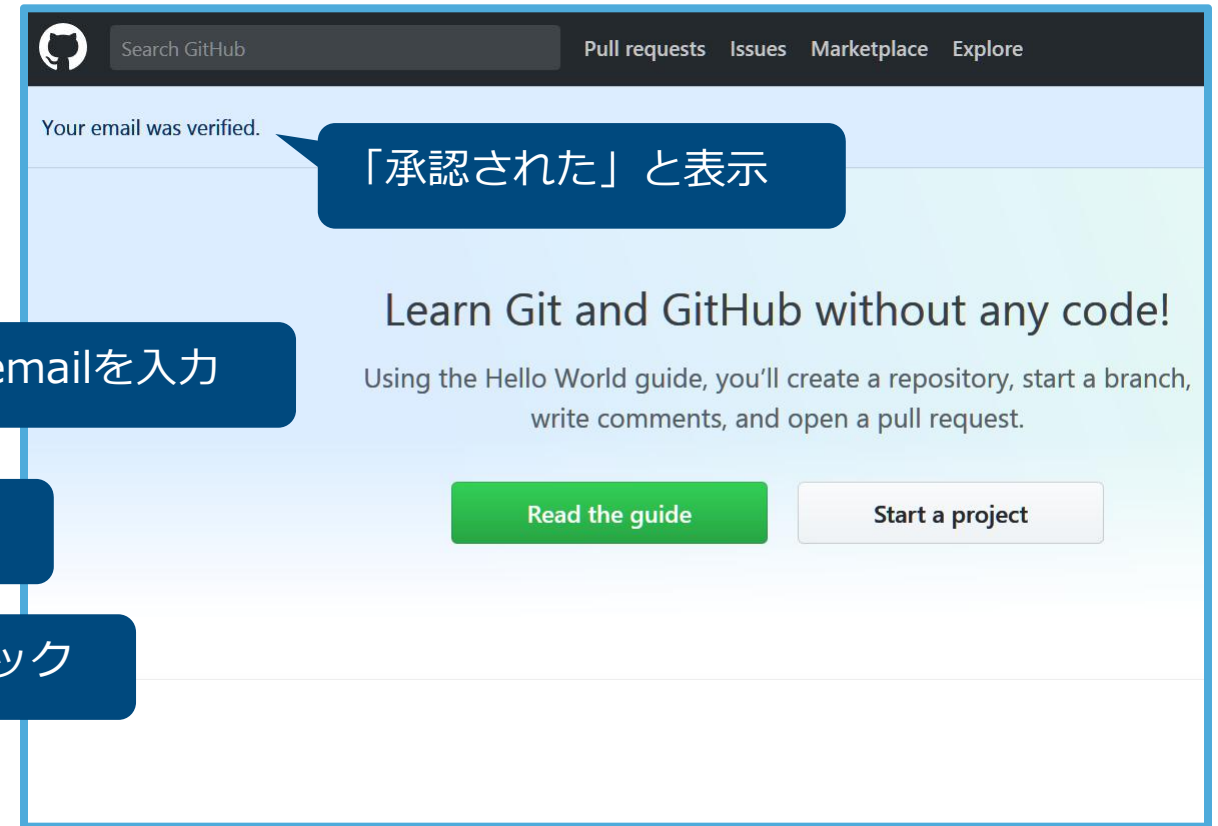 Search GitHub
Pull requests Issues Marketplace Explore
Your email was verified.
「承認された」と表示
Learn Git and GitHub without any code!
emailを入力
Using the Hello World guide, you'll create a repository, start a branch,
write comments, and open a pull request.
Read the guide
Start a project
ック